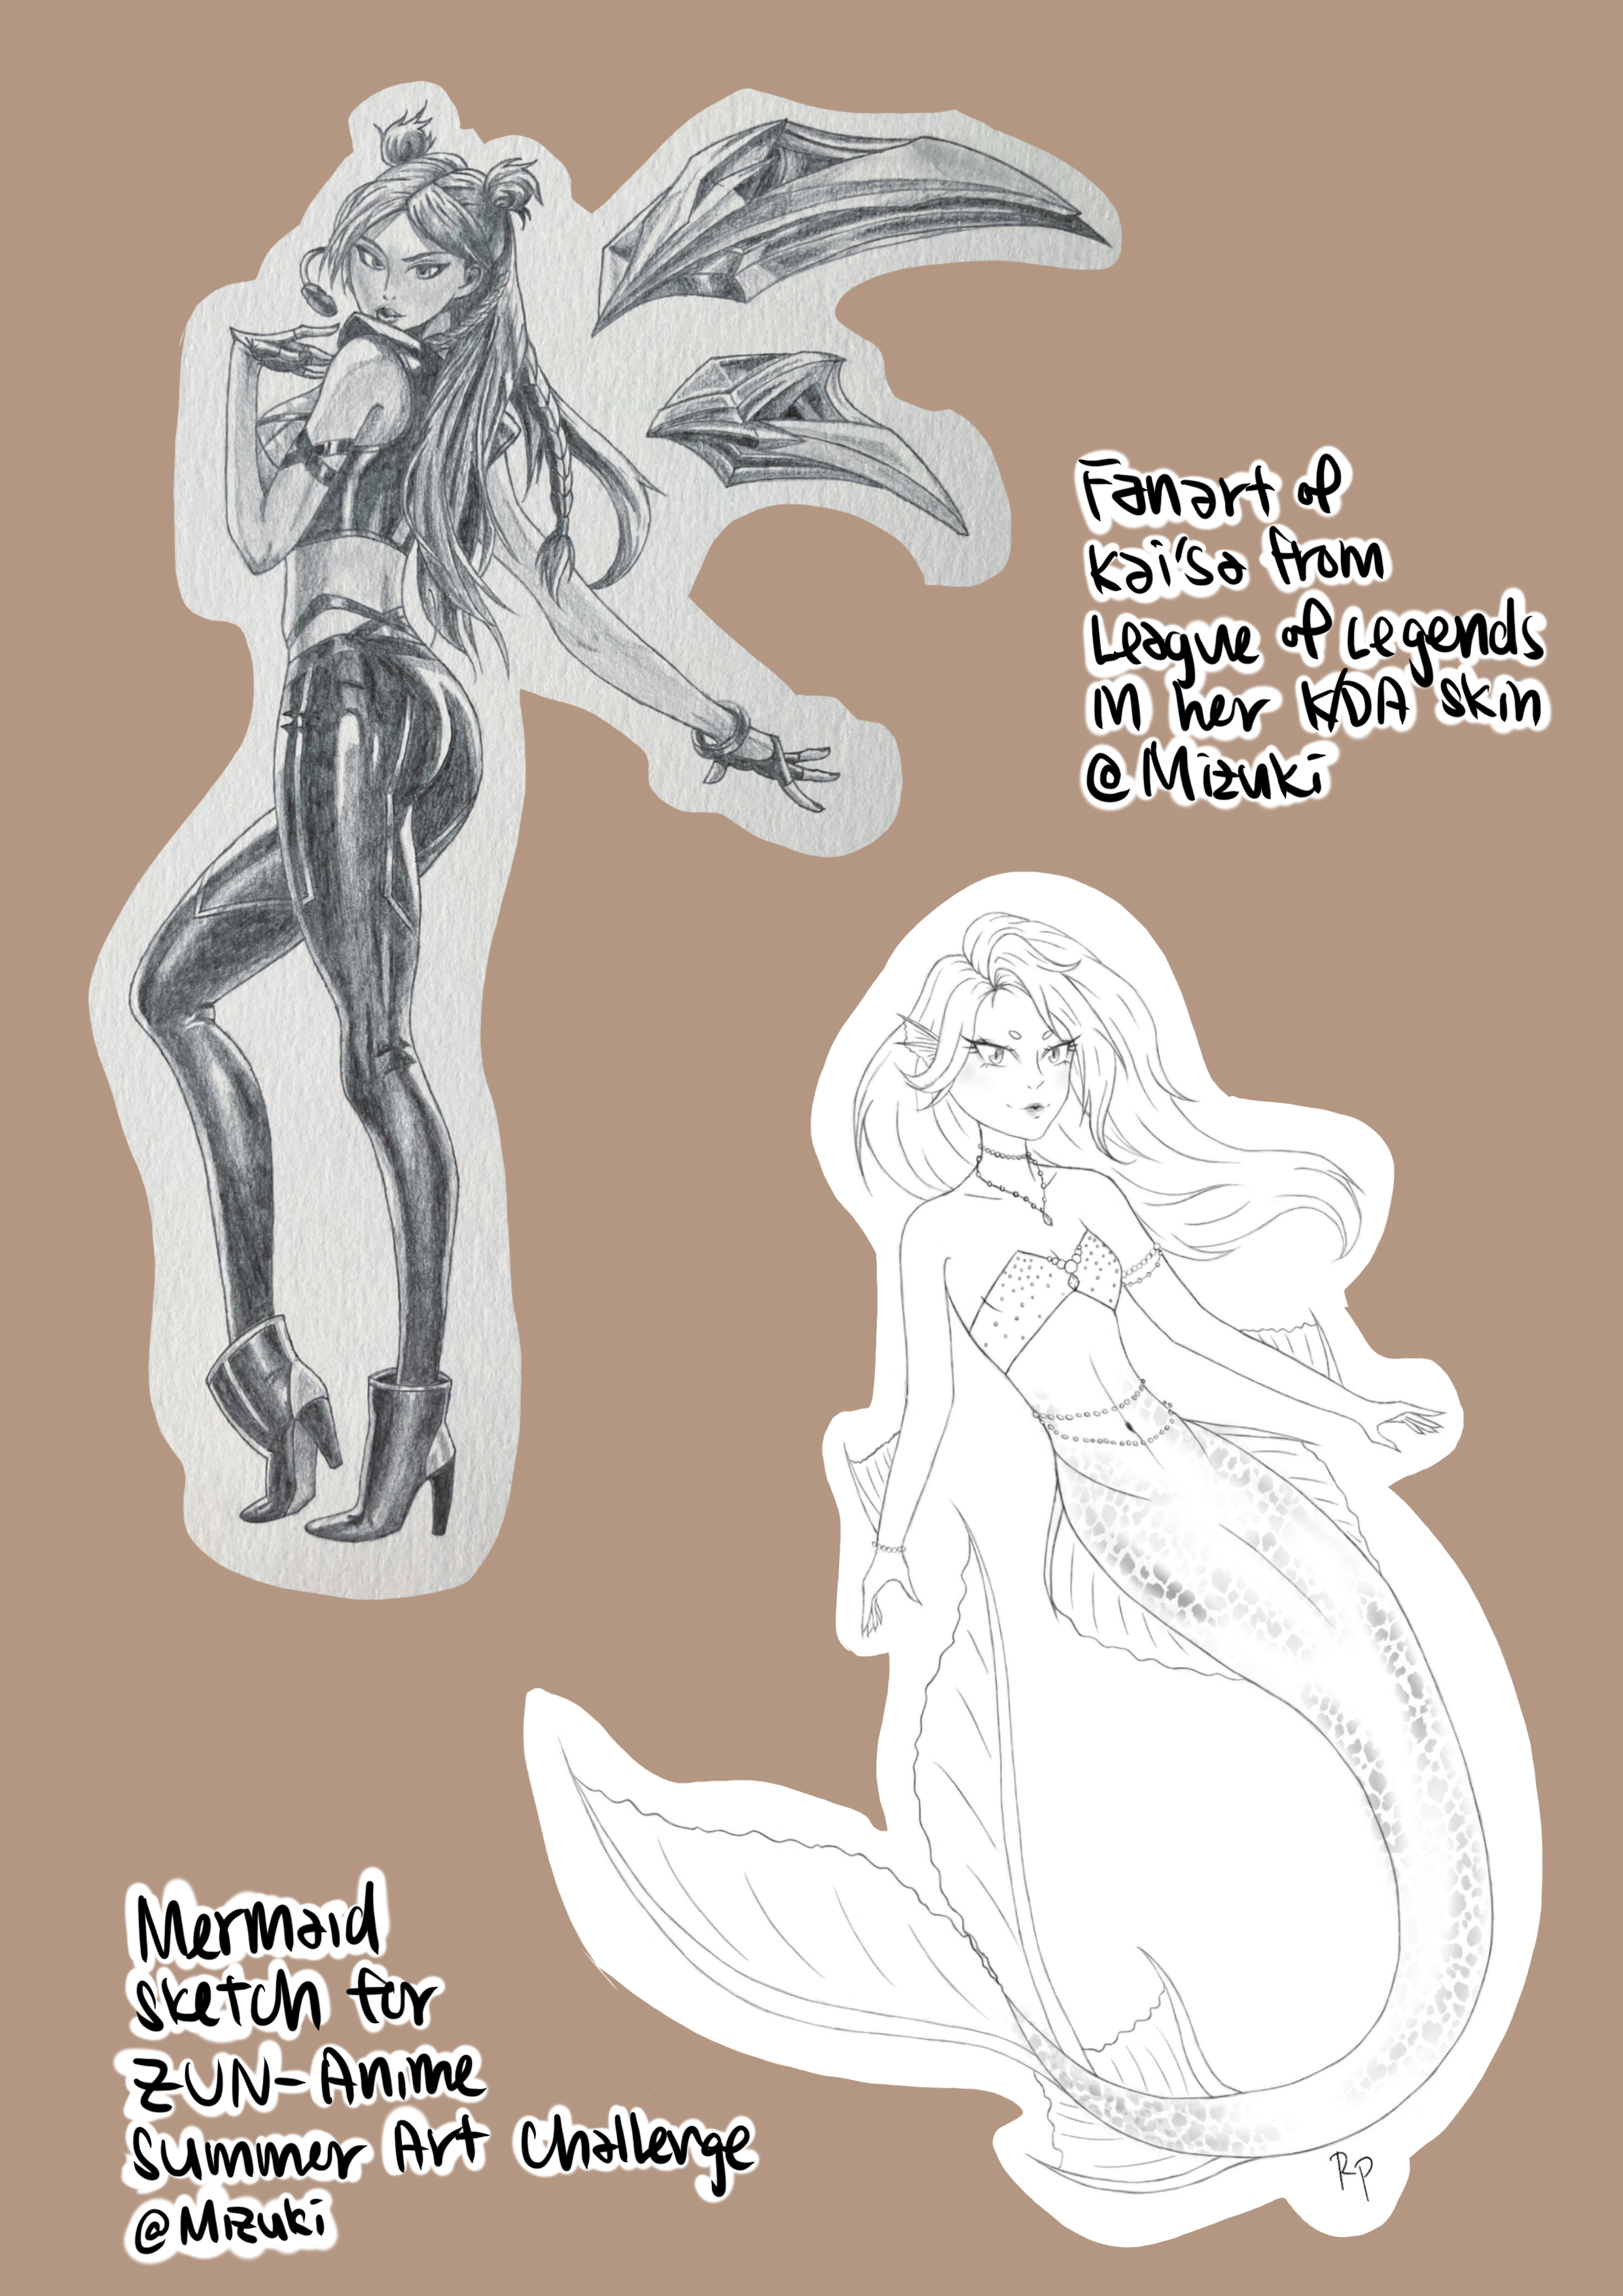 Fanart of
Kai'sa from
League of Legends
in her K/DA skin
@Mizuki
Mermaid
sketch for
ZUN-Anime
summer Art Challenge
@Mizuki
RP